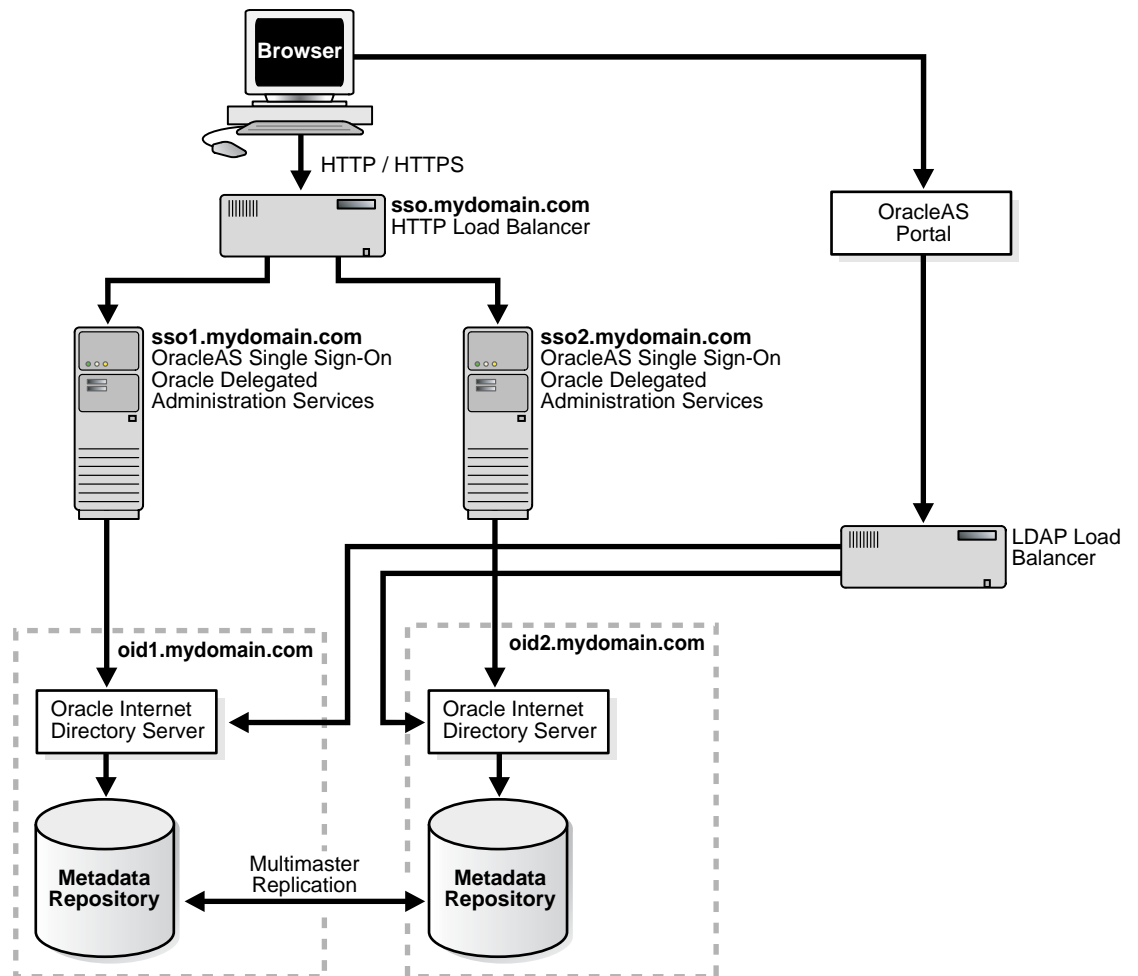 Browser
HTTP / HTTPS
sso.mydomain.com
HTTP Load Balancer
OracleAS
Portal
sso1.mydomain.com
OracleAS Single Sign-On
Oracle Delegated
Administration Services
sso2.mydomain.com
OracleAS Single Sign-On
Oracle Delegated
Administration Services
LDAP Load
Balancer
oid1.mydomain.com
oid2.mydomain.com
Oracle Internet
Directory Server
Oracle Internet
Directory Server
Metadata
Repository
Multimaster
Replication
Metadata
Repository